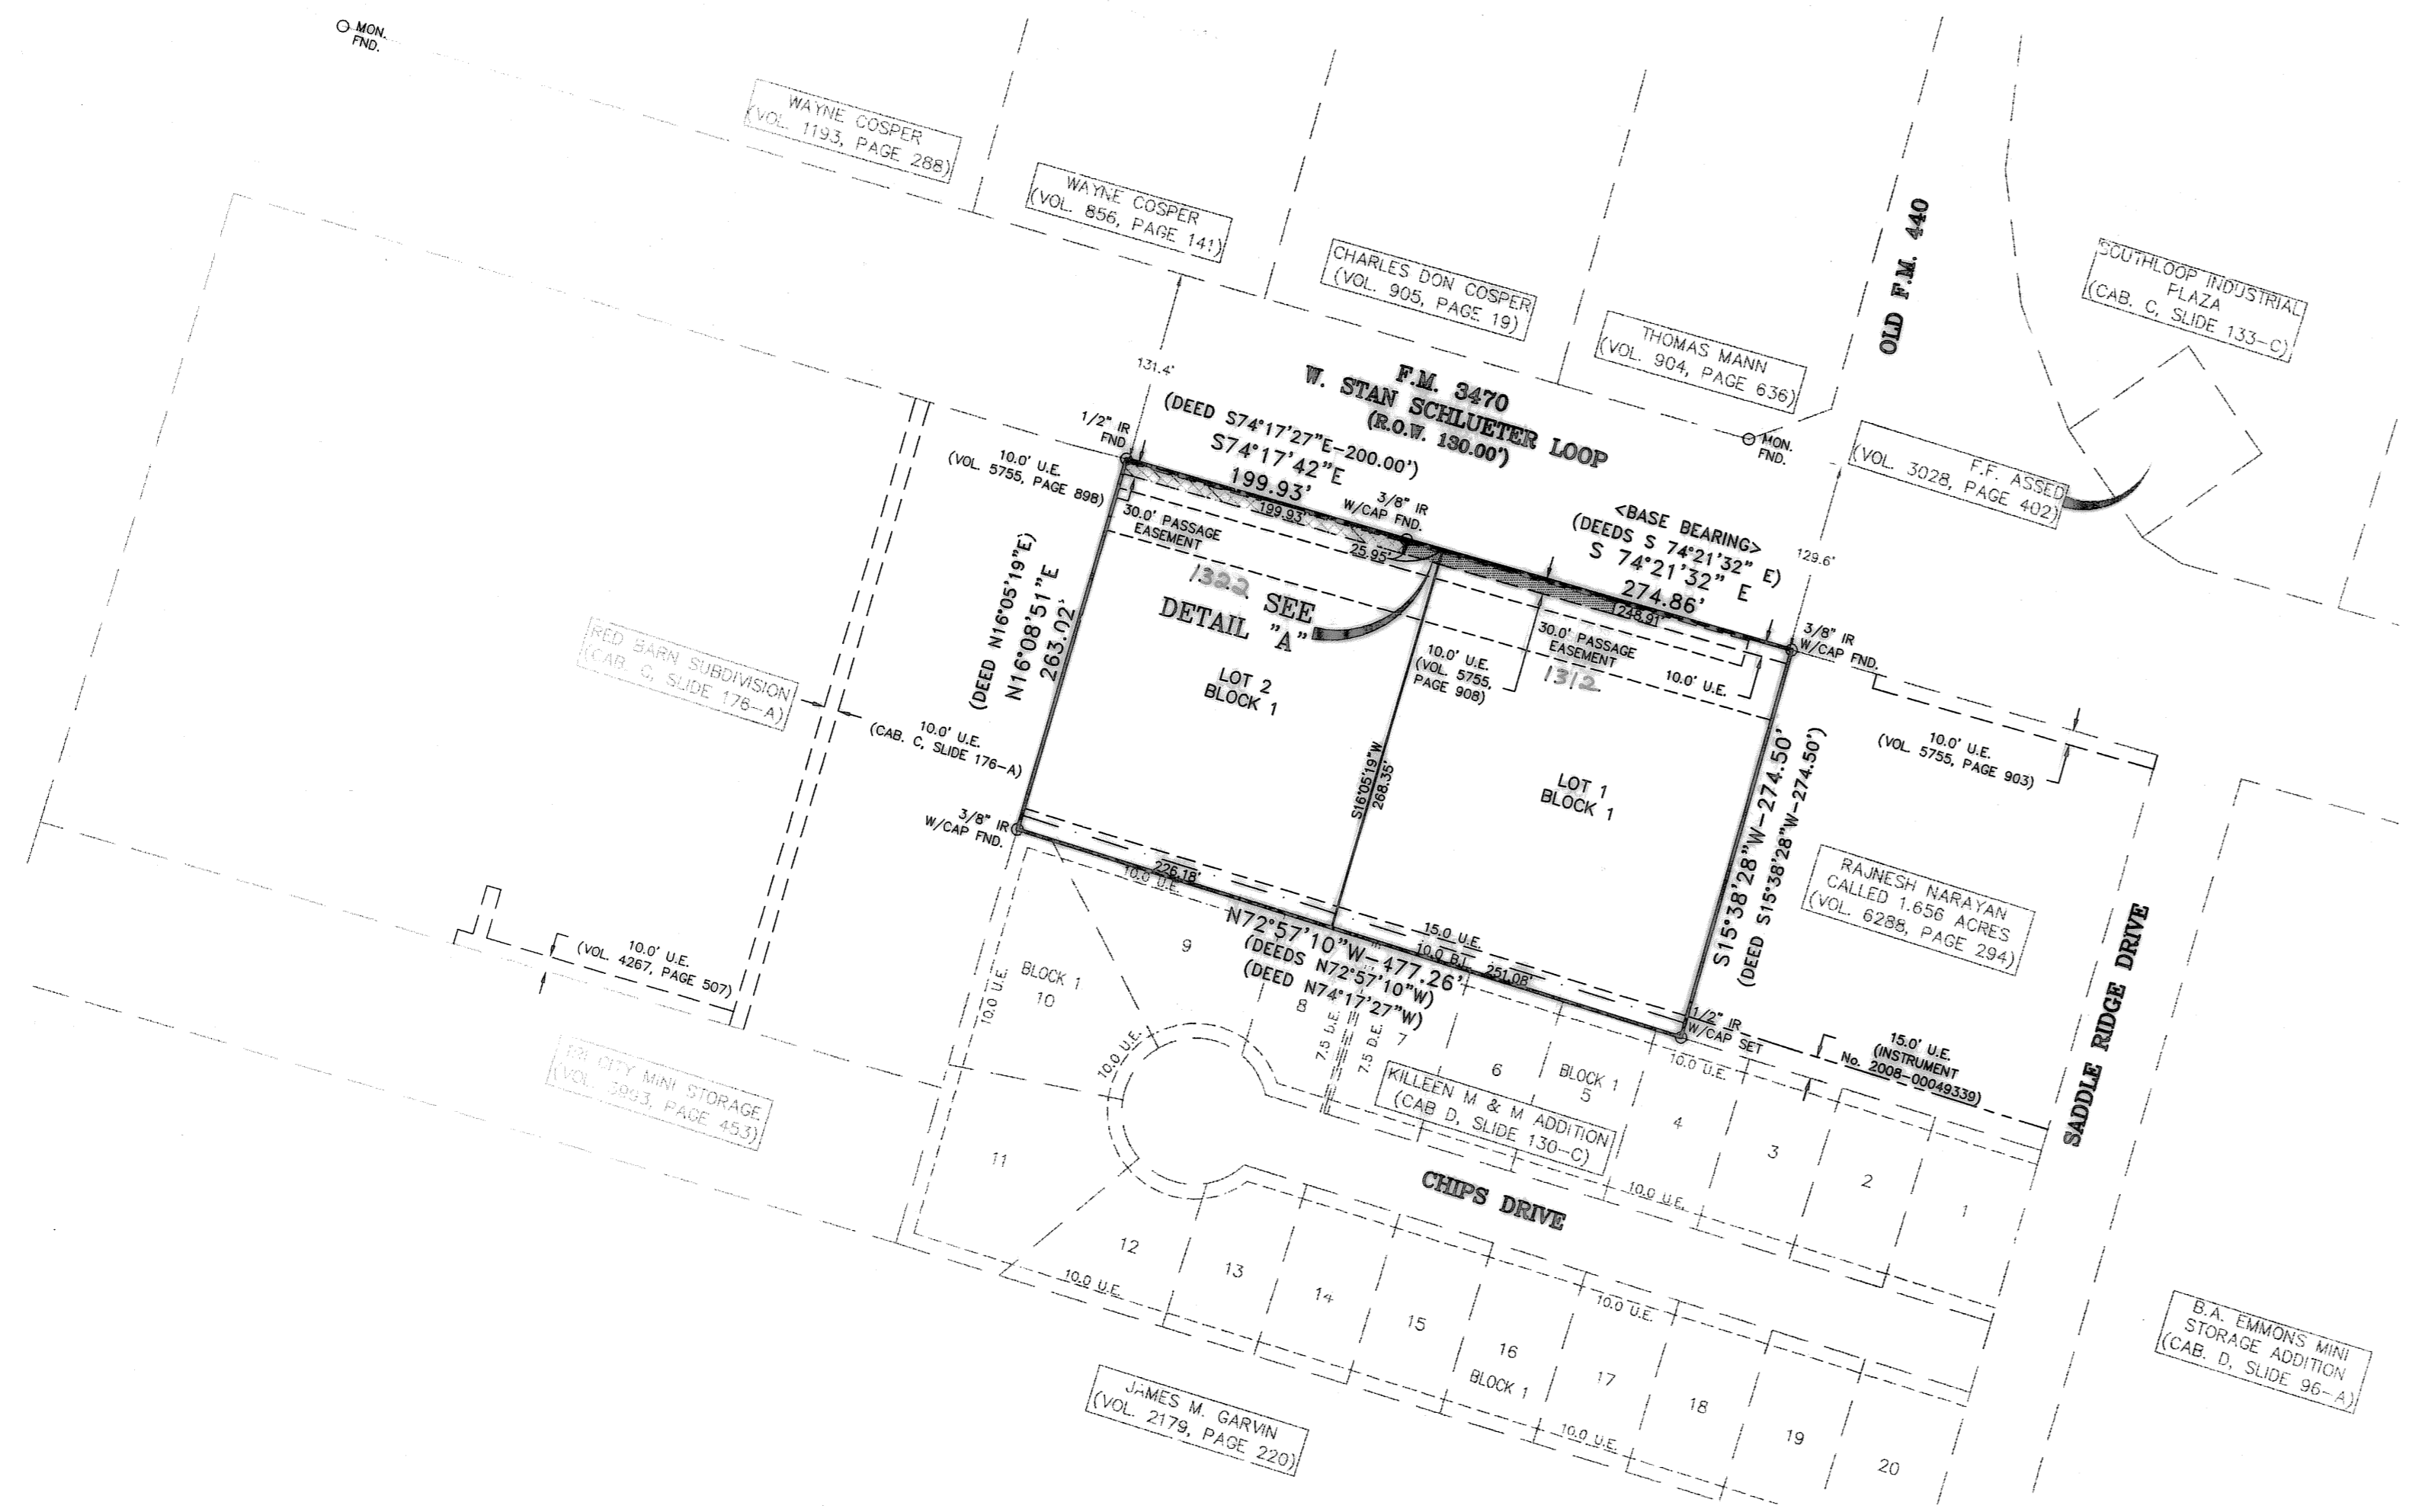 MON.
FND.
WAYNE COSPER
(VOL. 1193, PAGE 288)
WAYNE COSPER
(VOL. 856, PAGE 141)
CHARLES DON COSPER
(VOL. 905, PAGE 19)
THOMAS MANN
(VOL. 904, PAGE 636)
OLD F.M. 440
SOUTHLOOP INDUSTRIAL
PLAZA
(CAB. C, SLIDE 133-C)
131.4'
F.M. 3470
W. STAN SCHLUETER LOOP
(R.O.W. 130.00')
MON.
FND.
F.F. ASSED
(VOL. 3028, PAGE 402)
1/2" IR
FND
10.0' U.E.
(VOL. 5755, PAGE 898)
(DEED S74°17'27"E-200.00')
S74°17'42"E
199.93'
199.93'
3/8" IR
W/CAP FND.
<BASE BEARING>
(DEEDS S 74°21'32" E)
S 74°21'32" E
274.86'
248.91'
129.6'
30.0' PASSAGE
EASEMENT
25.95'
1322
SEE
DETAIL "A"
(DEED N16°05'19"E)
N16°08'51"E
263.02'
LOT 2
BLOCK 1
10.0' U.E.
(VOL. 5755,
PAGE 908)
30.0' PASSAGE
EASEMENT
1312
10.0' U.E.
3/8" IR
W/CAP FND.
RED BARN SUBDIVISION
(CAB. C, SLIDE 176-A)
10.0' U.E.
(CAB. C, SLIDE 176-A)
10.0' U.E.
(VOL. 5755, PAGE 903)
S16°05'19"W
268.35'
LOT 1
BLOCK 1
S15°38'28"W-274.50'
(DEED S15°38'28"W-274.50')
3/8" IR
W/CAP FND.
RAJNESH NARAYAN
CALLED 1.656 ACRES
(VOL. 6288, PAGE 294)
SADDLE RIDGE DRIVE
226.18'
10.0' U.E.
N72°57'10"W-477.26'
(DEEDS N72°57'10"W)
(DEED N74°17'27"W)
15.0 U.E.
10.0 B.L.
251.08'
1/2" IR
W/CAP SET
10.0 U.E.
15.0' U.E.
(INSTRUMENT
No. 2008-00049339)
10.0' U.E.
(VOL. 4267, PAGE 507)
BLOCK 1
10
9
8
7
6
BLOCK 1
5
4
3
2
1
10.0 U.E.
10.0 U.E.
7.5 D.E.
7.5 D.E.
KILLEEN M & M ADDITION
(CAB D, SLIDE 130-C)
10.0 U.E.
CITY MINI STORAGE
PAGE 453)
CHIPS DRIVE
11
12
13
14
15
16
BLOCK 1
17
18
19
20
10.0 U.E.
10.0 U.E.
10.0 U.E.
JAMES M. GARVIN
(VOL. 2179, PAGE 220)
B.A. EMMONS MINI
STORAGE ADDITION
(CAB. D, SLIDE 96-A)